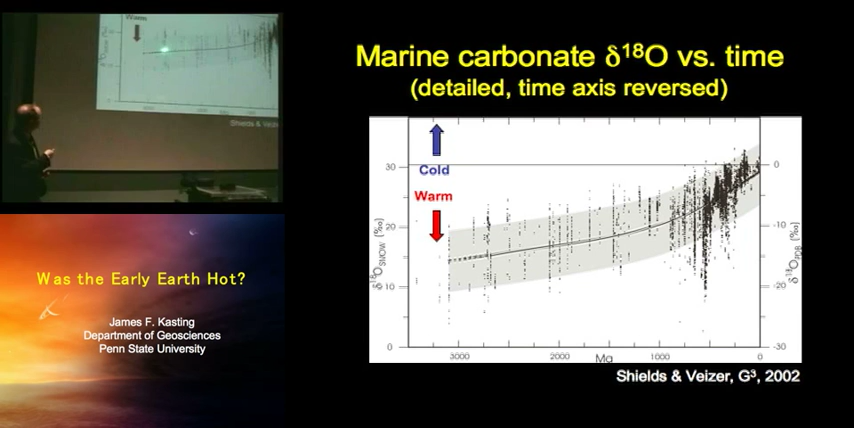 Warm
Shields & Veizer
Was the Early Earth Hot?
James F. Kasting
Department of Geosciences
Penn State University
Marine carbonate δ¹⁸O vs. time
(detailed, time axis reversed)
Cold
Warm
30
20
10
0
δ¹⁸O SMOW (‰)
0
-10
-20
-30
δ¹⁸O PDB (‰)
3000 2000 Ma 1000 0
Shields & Veizer, G³, 2002